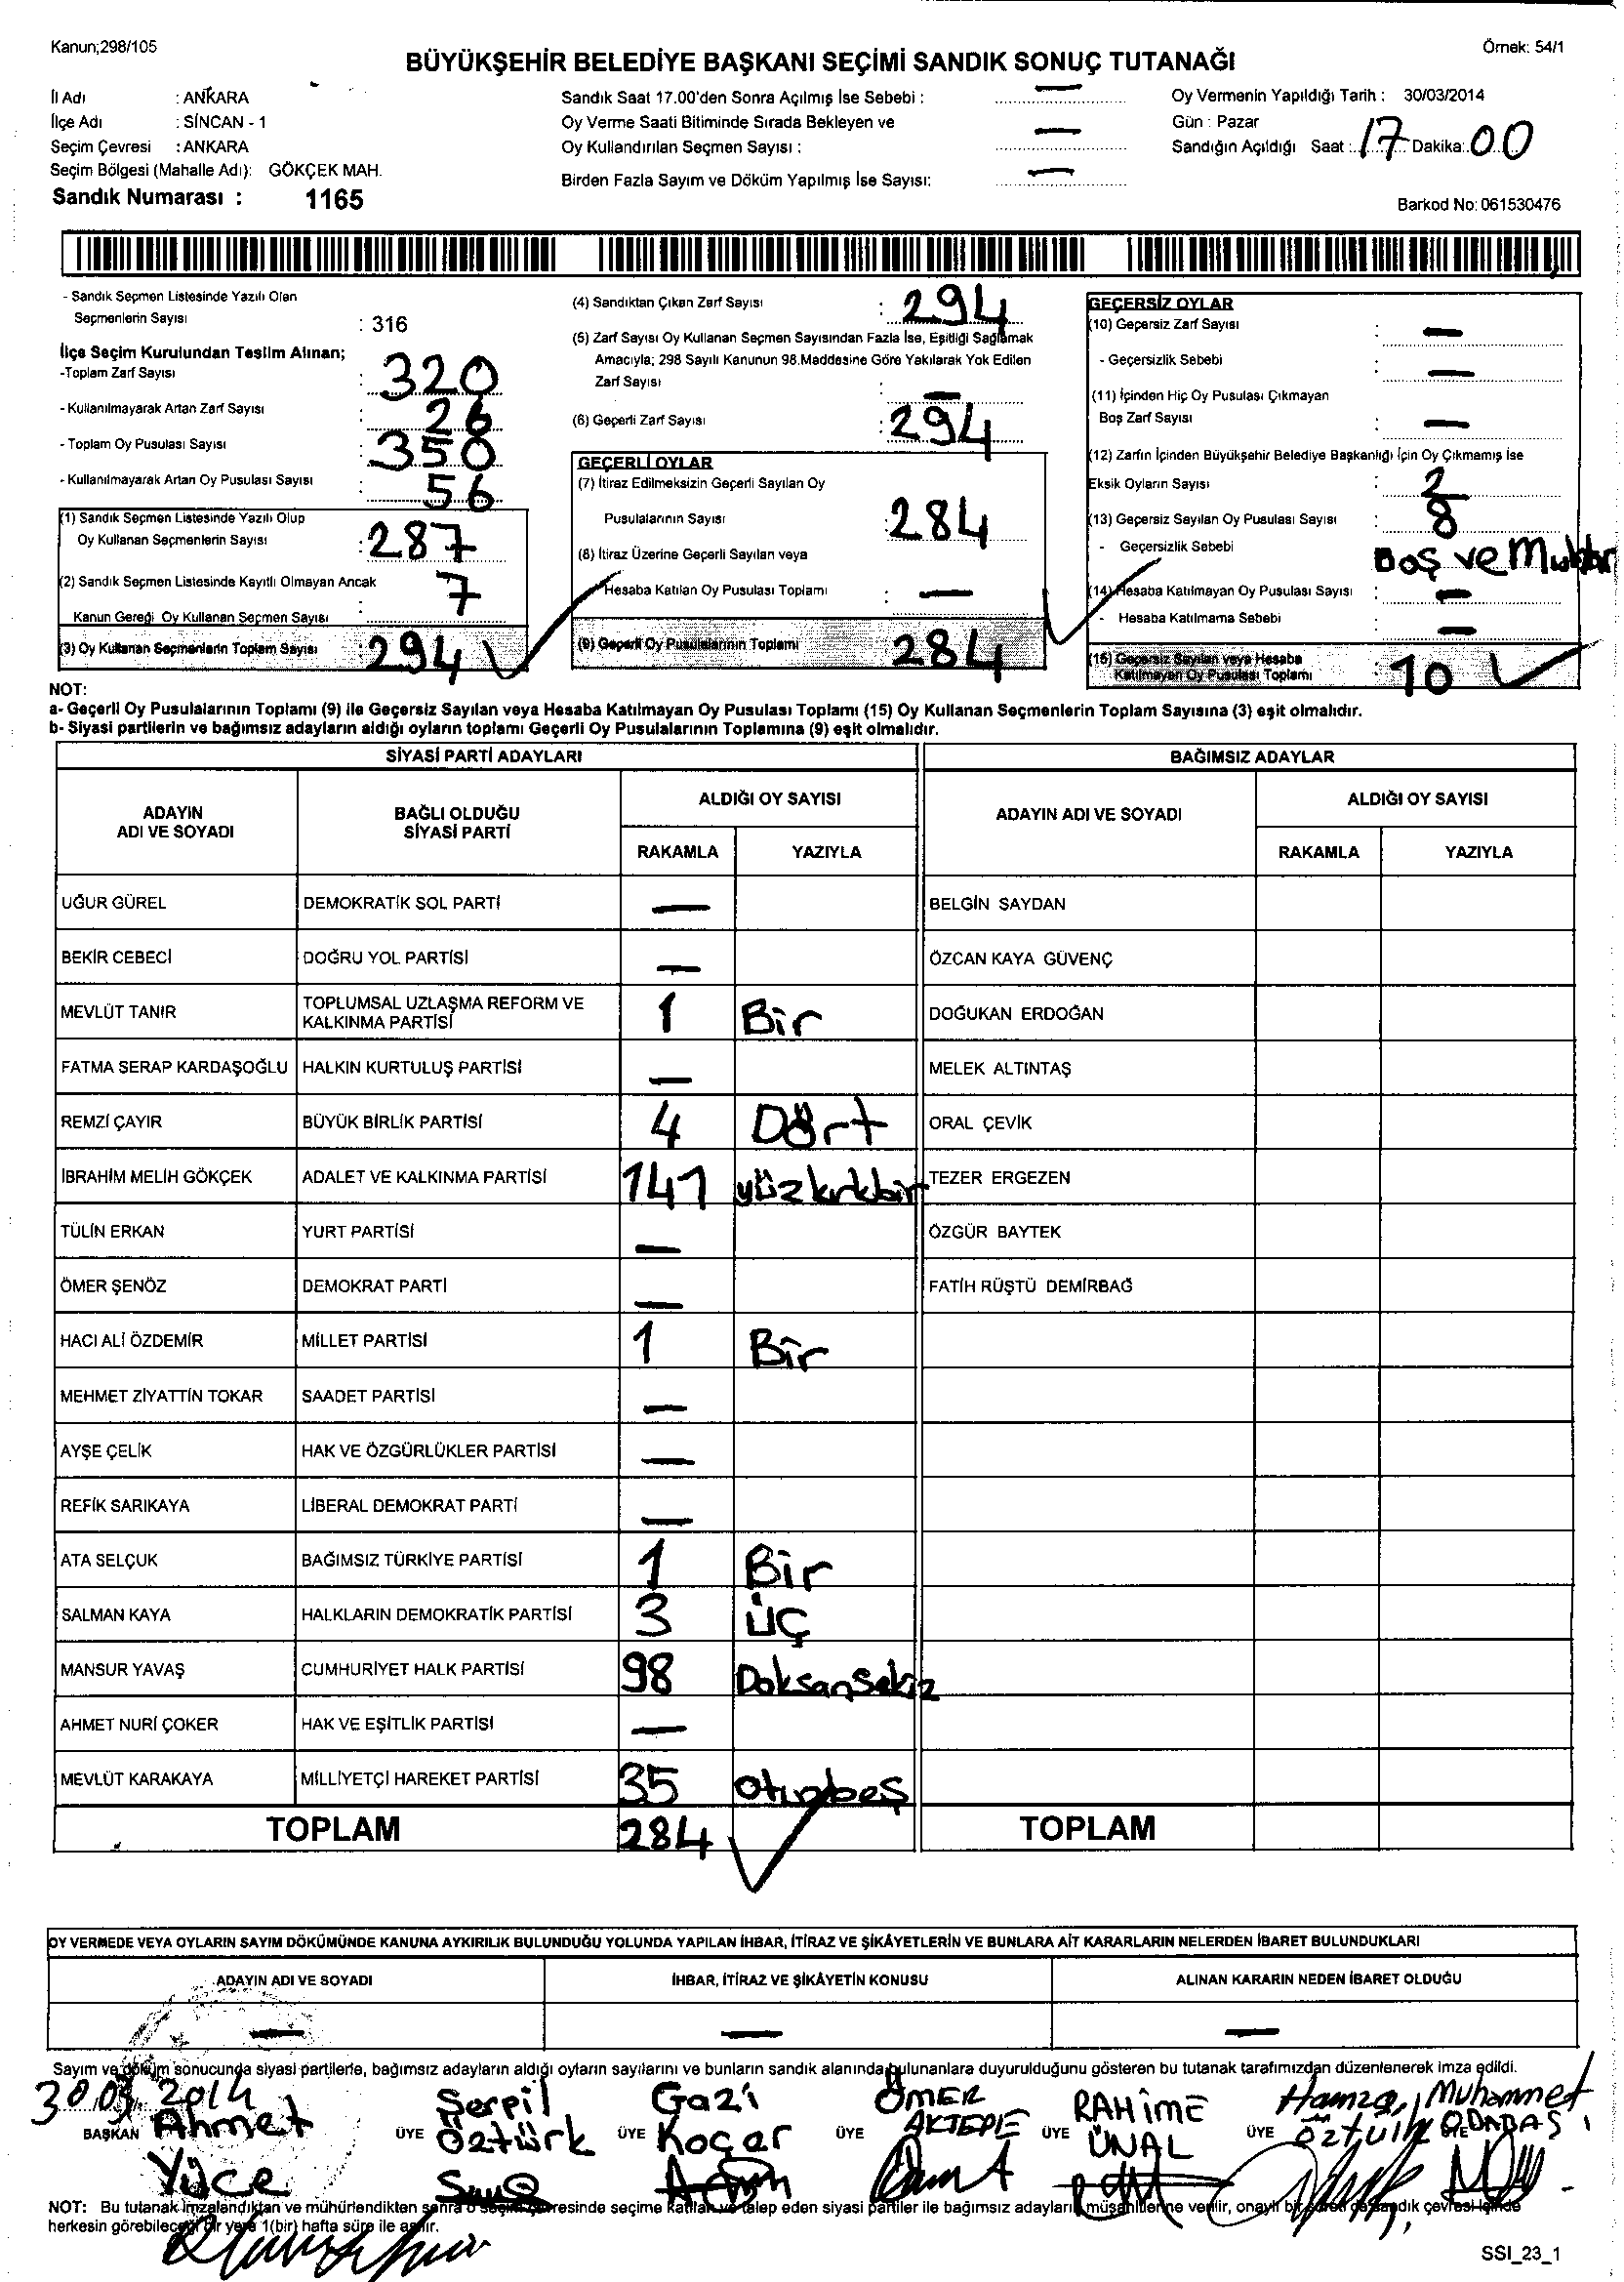 Kanun;298/105
Örnek: 54/1
BÜYÜKŞEHİR BELEDİYE BAŞKANI SEÇİMİ SANDIK SONUÇ TUTANAĞI
İl Adı : ANKARA
İlçe Adı : SİNCAN - 1
Seçim Çevresi : ANKARA
Seçim Bölgesi (Mahalle Adı): GÖKÇEK MAH.
Sandık Numarası : 1165
Sandık Saat 17.00'den Sonra Açılmış İse Sebebi : —
Oy Verme Saati Bitiminde Sırada Bekleyen ve
Oy Kullandırılan Seçmen Sayısı : —
Birden Fazla Sayım ve Döküm Yapılmış İse Sayısı: —
Oy Vermenin Yapıldığı Tarih : 30/03/2014
Gün : Pazar
Sandığın Açıldığı Saat : 17 Dakika: 00
Barkod No: 061530476
- Sandık Seçmen Listesinde Yazılı Olan
Seçmenlerin Sayısı : 316
İlçe Seçim Kurulundan Teslim Alınan;
-Toplam Zarf Sayısı : 320
- Kullanılmayarak Artan Zarf Sayısı : 26
- Toplam Oy Pusulası Sayısı : 350
- Kullanılmayarak Artan Oy Pusulası Sayısı : 56
(1) Sandık Seçmen Listesinde Yazılı Olup
Oy Kullanan Seçmenlerin Sayısı : 287
(2) Sandık Seçmen Listesinde Kayıtlı Olmayan Ancak
Kanun Gereği Oy Kullanan Seçmen Sayısı : 7
(3) Oy Kullanan Seçmenlerin Toplam Sayısı : 294
(4) Sandıktan Çıkan Zarf Sayısı : 294
(5) Zarf Sayısı Oy Kullanan Seçmen Sayısından Fazla İse, Eşitliği Sağlamak
Amacıyla; 298 Sayılı Kanunun 98.Maddesine Göre Yakılarak Yok Edilen
Zarf Sayısı : —
(6) Geçerli Zarf Sayısı : 294
GEÇERLİ OYLAR
(7) İtiraz Edilmeksizin Geçerli Sayılan Oy
Pusulalarının Sayısı : 284
(8) İtiraz Üzerine Geçerli Sayılan veya
Hesaba Katılan Oy Pusulası Toplamı : —
(9) Geçerli Oy Pusulalarının Toplamı 284
GEÇERSİZ OYLAR
(10) Geçersiz Zarf Sayısı : —
- Geçersizlik Sebebi : —
(11) İçinden Hiç Oy Pusulası Çıkmayan
Boş Zarf Sayısı : —
(12) Zarfın İçinden Büyükşehir Belediye Başkanlığı İçin Oy Çıkmamış İse
Eksik Oyların Sayısı : 2
(13) Geçersiz Sayılan Oy Pusulası Sayısı : 8
- Geçersizlik Sebebi Boş ve Muhtar
(14) Hesaba Katılmayan Oy Pusulası Sayısı : —
- Hesaba Katılmama Sebebi : —
(15) Geçersiz Sayılan veya Hesaba
Katılmayan Oy Pusulası Toplamı : 10
NOT:
a- Geçerli Oy Pusulalarının Toplamı (9) ile Geçersiz Sayılan veya Hesaba Katılmayan Oy Pusulası Toplamı (15) Oy Kullanan Seçmenlerin Toplam Sayısına (3) eşit olmalıdır.
b- Siyasi partilerin ve bağımsız adayların aldığı oyların toplamı Geçerli Oy Pusulalarının Toplamına (9) eşit olmalıdır.
SİYASİ PARTİ ADAYLARI BAĞIMSIZ ADAYLAR
ADAYIN ADI VE SOYADI BAĞLI OLDUĞU SİYASİ PARTİ ALDIĞI OY SAYISI ADAYIN ADI VE SOYADI ALDIĞI OY SAYISI
RAKAMLA YAZIYLA RAKAMLA YAZIYLA
UĞUR GÜREL DEMOKRATİK SOL PARTİ — BELGİN SAYDAN
BEKİR CEBECİ DOĞRU YOL PARTİSİ — ÖZCAN KAYA GÜVENÇ
MEVLÜT TANIR TOPLUMSAL UZLAŞMA REFORM VE KALKINMA PARTİSİ 1 Bir DOĞUKAN ERDOĞAN
FATMA SERAP KARDAŞOĞLU HALKIN KURTULUŞ PARTİSİ — MELEK ALTINTAŞ
REMZİ ÇAYIR BÜYÜK BİRLİK PARTİSİ 4 Dört ORAL ÇEVİK
İBRAHİM MELİH GÖKÇEK ADALET VE KALKINMA PARTİSİ 141 yüzkırkbir TEZER ERGEZEN
TÜLİN ERKAN YURT PARTİSİ — ÖZGÜR BAYTEK
ÖMER ŞENÖZ DEMOKRAT PARTİ — FATİH RÜŞTÜ DEMİRBAĞ
HACI ALİ ÖZDEMİR MİLLET PARTİSİ 1 Bir
MEHMET ZİYATTİN TOKAR SAADET PARTİSİ —
AYŞE ÇELİK HAK VE ÖZGÜRLÜKLER PARTİSİ —
REFİK SARIKAYA LİBERAL DEMOKRAT PARTİ —
ATA SELÇUK BAĞIMSIZ TÜRKİYE PARTİSİ 1 Bir
SALMAN KAYA HALKLARIN DEMOKRATİK PARTİSİ 3 ÜÇ
MANSUR YAVAŞ CUMHURİYET HALK PARTİSİ 98 Doksansekiz
AHMET NURİ ÇOKER HAK VE EŞİTLİK PARTİSİ —
MEVLÜT KARAKAYA MİLLİYETÇİ HAREKET PARTİSİ 35 otuzbeş
TOPLAM 284 TOPLAM
OY VERMEDE VEYA OYLARIN SAYIM DÖKÜMÜNDE KANUNA AYKIRILIK BULUNDUĞU YOLUNDA YAPILAN İHBAR, İTİRAZ VE ŞİKÂYETLERİN VE BUNLARA AİT KARARLARIN NELERDEN İBARET BULUNDUKLARI
ADAYIN ADI VE SOYADI İHBAR, İTİRAZ VE ŞİKÂYETİN KONUSU ALINAN KARARIN NEDEN İBARET OLDUĞU
— — —
Sayım ve döküm sonucunda siyasi partilerle, bağımsız adayların aldığı oyların sayılarını ve bunların sandık alanında bulunanlara duyurulduğunu gösteren bu tutanak tarafımızdan düzenlenerek imza edildi.
30.03.2014
BAŞKAN Ahmet Yüce
ÜYE Serpil Öztürk
ÜYE Gazi Koçar
ÜYE ÖMER AKTEPE
ÜYE RAHİME ÜNAL
ÜYE Hamza Öztürk
ÜYE Muhammet ODABAŞI
NOT: Bu tutanak imzalandıktan ve mühürlendikten sonra o seçim çevresinde seçime katılan ve talep eden siyasi partiler ile bağımsız adayların müşahitlerine verilir, onaylı bir sureti de sandık çevresi içinde
herkesin görebileceği bir yere 1(bir) hafta süre ile asılır.
SSI_23_1